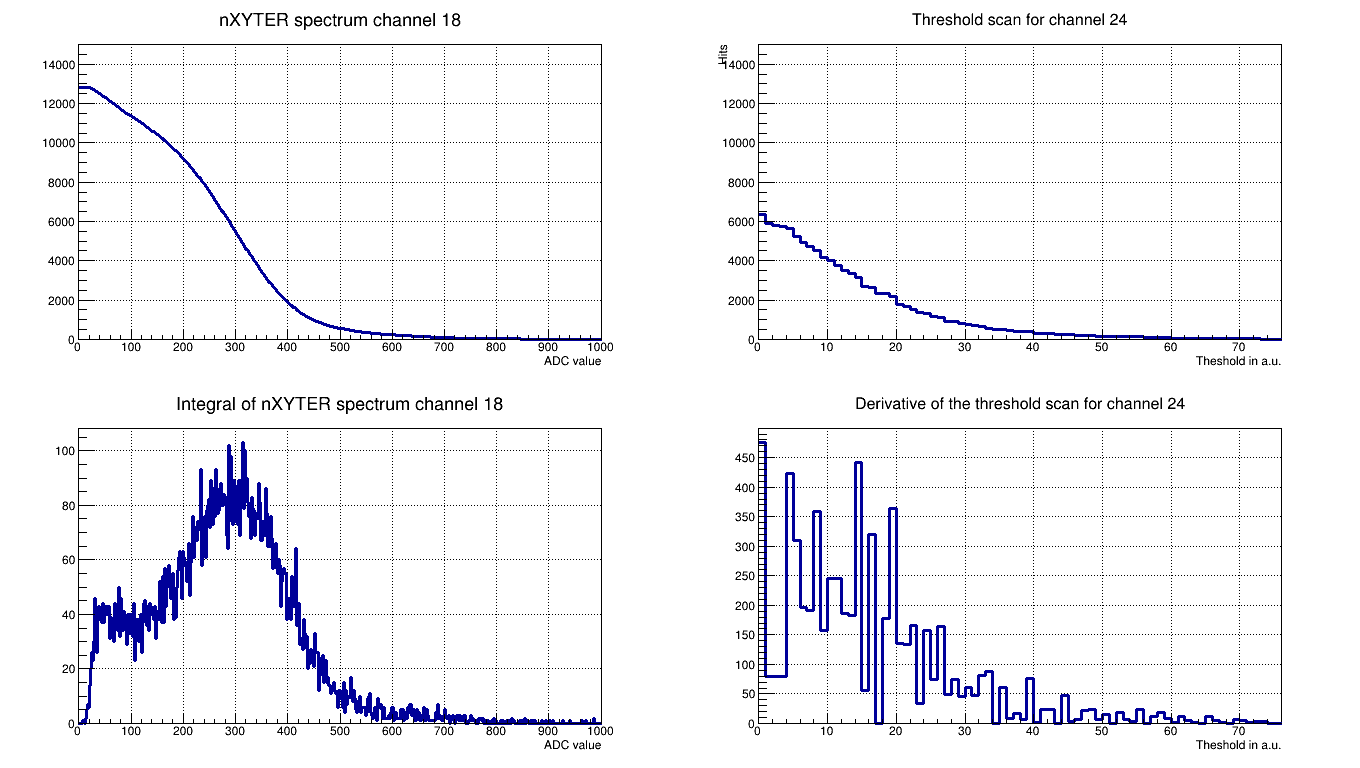 nXYTER spectrum channel 18
14000
12000
10000
8000
6000
4000
2000
0
0 100 200 300 400 500 600 700 800 900 1000
ADC value
Threshold scan for channel 24
Hits
14000
12000
10000
8000
6000
4000
2000
0
0 10 20 30 40 50 60 70
Theshold in a.u.
Integral of nXYTER spectrum channel 18
100
80
60
40
20
0
0 100 200 300 400 500 600 700 800 900 1000
ADC value
Derivative of the threshold scan for channel 24
450
400
350
300
250
200
150
100
50
0
0 10 20 30 40 50 60 70
Theshold in a.u.